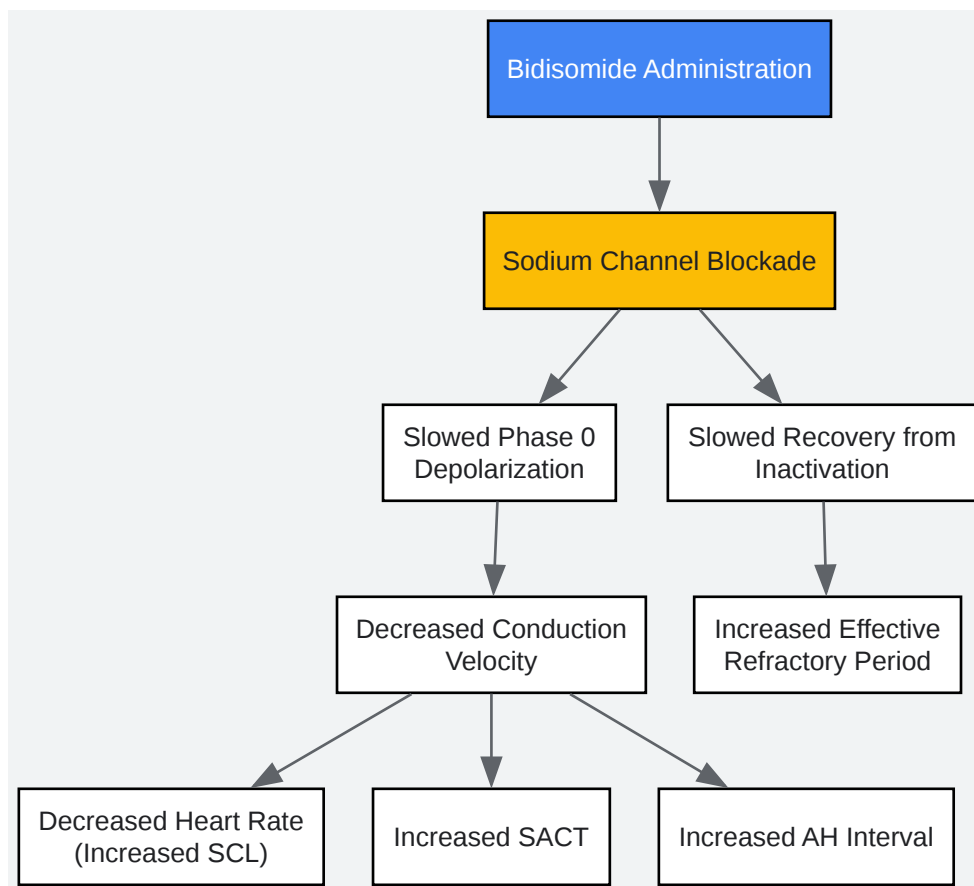 Bidisomide Administration
Sodium Channel Blockade
Slowed Phase 0
Depolarization
Slowed Recovery from
Inactivation
Decreased Conduction
Velocity
Increased Effective
Refractory Period
Decreased Heart Rate
(Increased SCL)
Increased SACT
Increased AH Interval